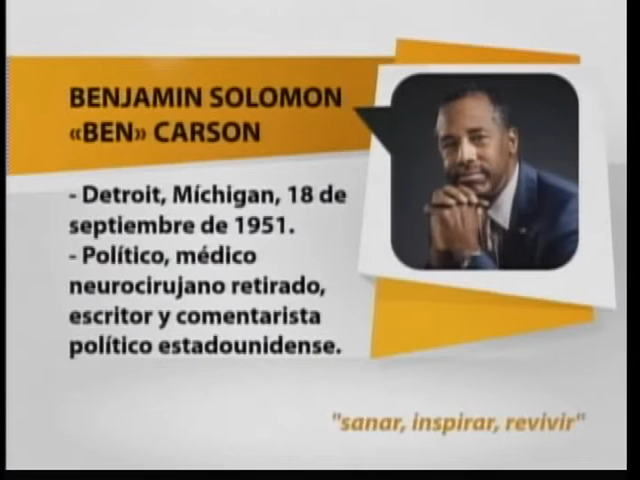 BENJAMIN SOLOMON
«BEN» CARSON
- Detroit, Míchigan, 18 de
septiembre de 1951.
- Político, médico
neurocirujano retirado,
escritor y comentarista
político estadounidense.
"sanar, inspirar, revivir"